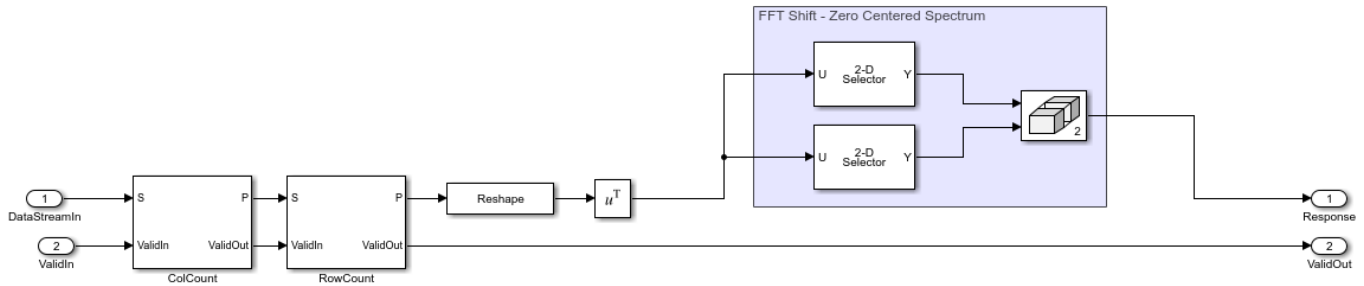 FFT Shift - Zero Centered Spectrum
U
2-D
Selector
Y
2
U
2-D
Selector
Y
1
DataStreamIn
S
P
S
P
Reshape
uT
1
Response
2
ValidIn
ValidIn
ValidOut
ValidIn
ValidOut
2
ValidOut
ColCount
RowCount